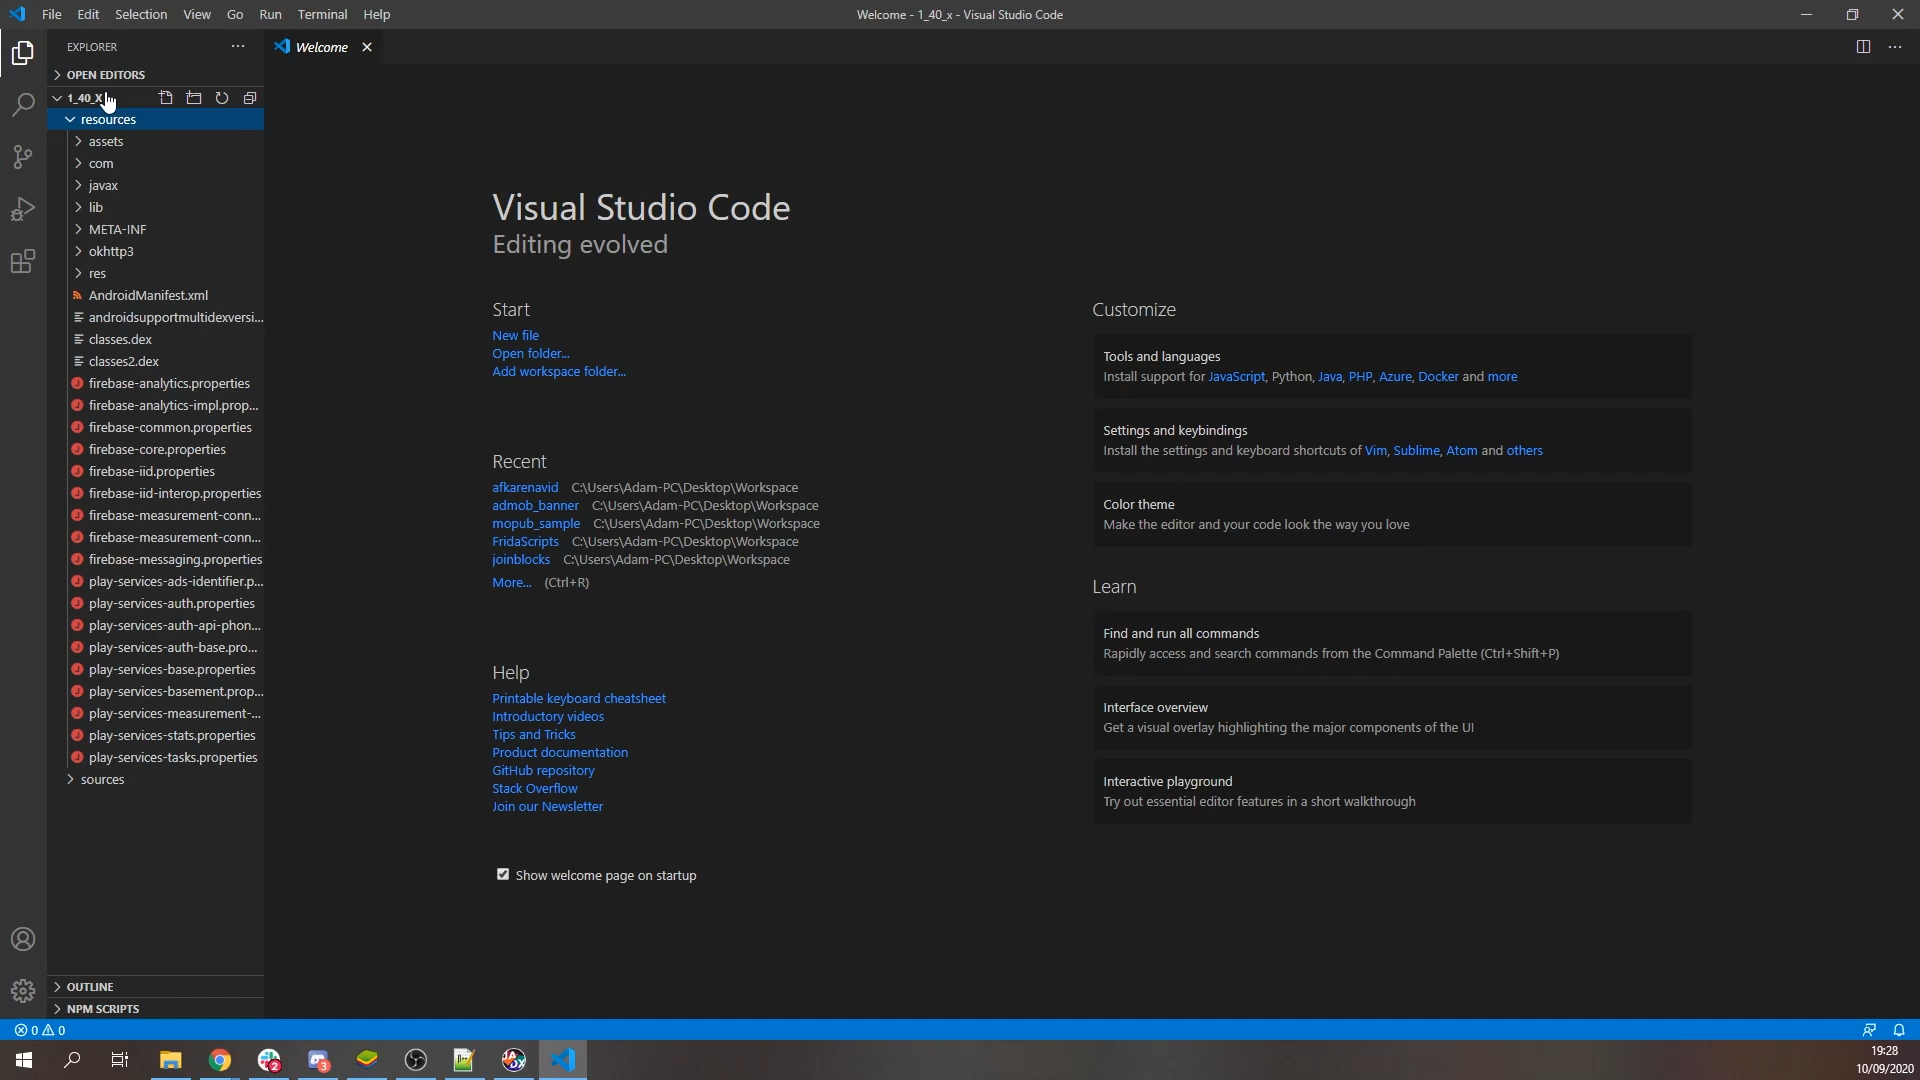 File Edit Selection View Go Run Terminal Help
Welcome - 1_40_x - Visual Studio Code
EXPLORER
Welcome
OPEN EDITORS
1_40_X
resources
assets
com
javax
lib
META-INF
okhttp3
res
AndroidManifest.xml
androidsupportmultidexversi...
classes.dex
classes2.dex
firebase-analytics.properties
firebase-analytics-impl.prop...
firebase-common.properties
firebase-core.properties
firebase-iid.properties
firebase-iid-interop.properties
firebase-measurement-conn...
firebase-measurement-conn...
firebase-messaging.properties
play-services-ads-identifier.p...
play-services-auth.properties
play-services-auth-api-phon...
play-services-auth-base.pro...
play-services-base.properties
play-services-basement.prop...
play-services-measurement-...
play-services-stats.properties
play-services-tasks.properties
sources
OUTLINE
NPM SCRIPTS
Visual Studio Code
Editing evolved
Start
New file
Open folder...
Add workspace folder...
Recent
afkarenavid C:\Users\Adam-PC\Desktop\Workspace
admob_banner C:\Users\Adam-PC\Desktop\Workspace
mopub_sample C:\Users\Adam-PC\Desktop\Workspace
FridaScripts C:\Users\Adam-PC\Desktop\Workspace
joinblocks C:\Users\Adam-PC\Desktop\Workspace
More... (Ctrl+R)
Help
Printable keyboard cheatsheet
Introductory videos
Tips and Tricks
Product documentation
GitHub repository
Stack Overflow
Join our Newsletter
Show welcome page on startup
Customize
Tools and languages
Install support for JavaScript, Python, Java, PHP, Azure, Docker and more
Settings and keybindings
Install the settings and keyboard shortcuts of Vim, Sublime, Atom and others
Color theme
Make the editor and your code look the way you love
Learn
Find and run all commands
Rapidly access and search commands from the Command Palette (Ctrl+Shift+P)
Interface overview
Get a visual overlay highlighting the major components of the UI
Interactive playground
Try out essential editor features in a short walkthrough
0 0
2
3
JADX
19:28
10/09/2020